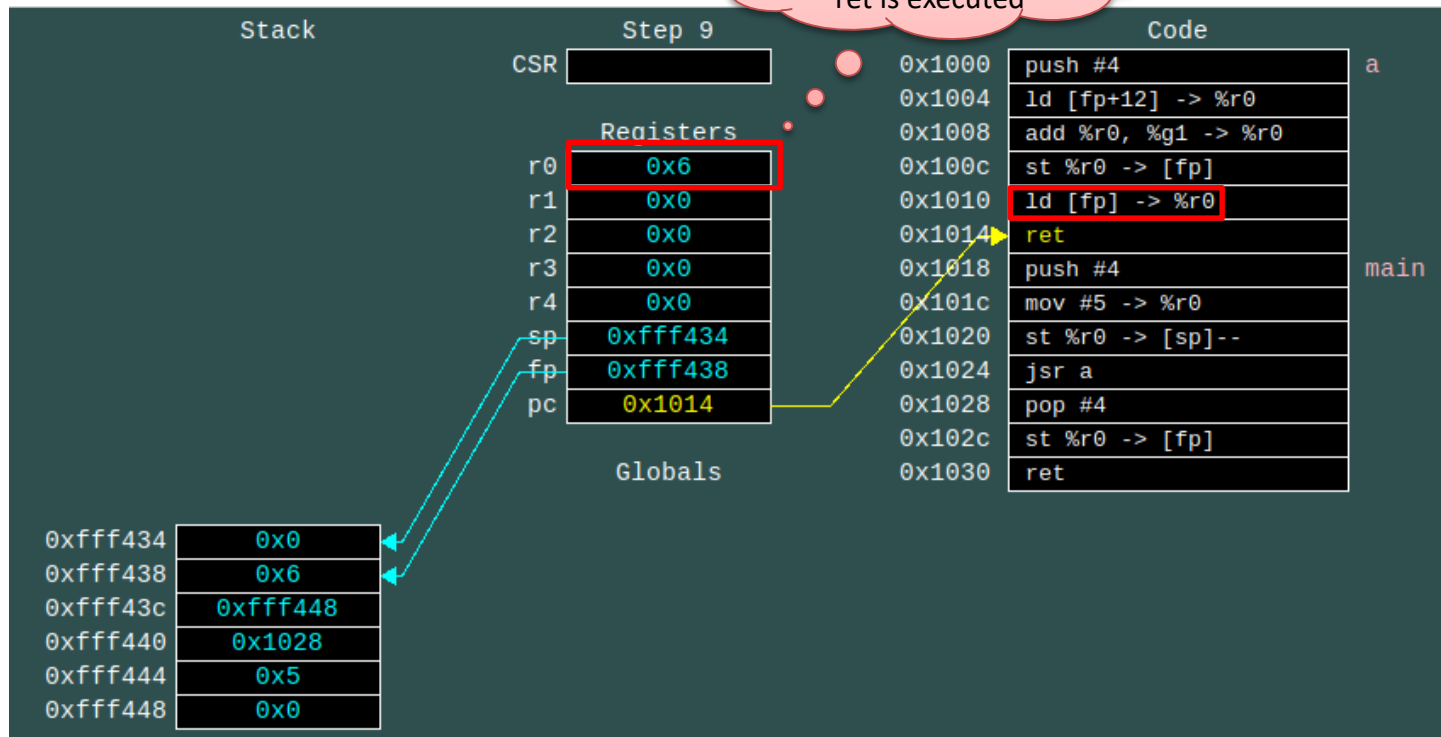 ret is executed
Stack Step 9 Code
CSR 0x1000 push #4 a
0x1004 ld [fp+12] -> %r0
Registers 0x1008 add %r0, %g1 -> %r0
r0 0x6 0x100c st %r0 -> [fp]
r1 0x0 0x1010 ld [fp] -> %r0
r2 0x0 0x1014 ret
r3 0x0 0x1018 push #4 main
r4 0x0 0x101c mov #5 -> %r0
sp 0xfff434 0x1020 st %r0 -> [sp]--
fp 0xfff438 0x1024 jsr a
pc 0x1014 0x1028 pop #4
0x102c st %r0 -> [fp]
Globals 0x1030 ret
0xfff434 0x0
0xfff438 0x6
0xfff43c 0xfff448
0xfff440 0x1028
0xfff444 0x5
0xfff448 0x0